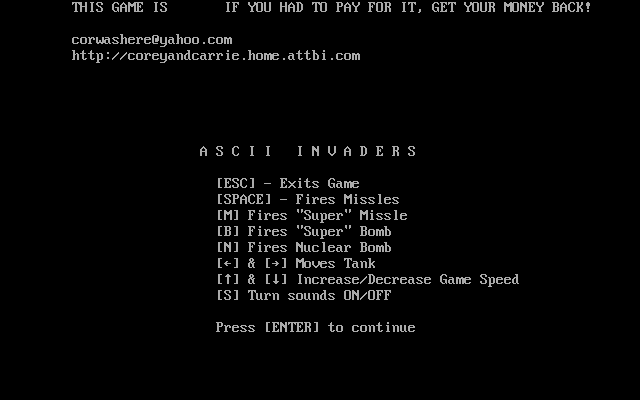 THIS GAME IS IF YOU HAD TO PAY FOR IT, GET YOUR MONEY BACK!
corwashere@yahoo.com
http://coreyandcarrie.home.attbi.com
A S C I I I N V A D E R S
[ESC] - Exits Game
[SPACE] - Fires Missles
[M] Fires "Super" Missle
[B] Fires "Super" Bomb
[N] Fires Nuclear Bomb
[←] & [→] Moves Tank
[↑] & [↓] Increase/Decrease Game Speed
[S] Turn sounds ON/OFF
Press [ENTER] to continue